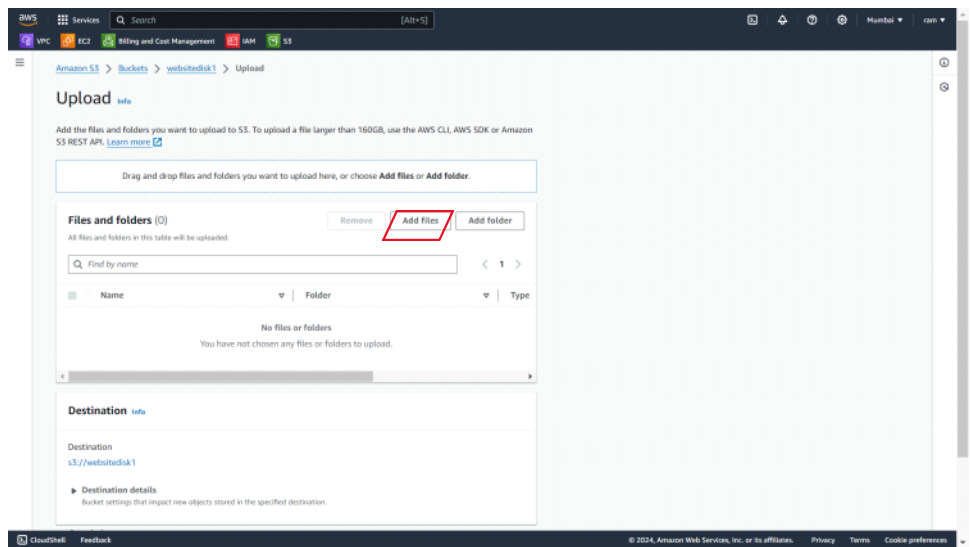 aws Services Search [Alt+S] Mumbai ram
VPC EC2 Billing and Cost Management IAM S3
Amazon S3 > Buckets > websitedisk1 > Upload
Upload Info
Add the files and folders you want to upload to S3. To upload a file larger than 160GB, use the AWS CLI, AWS SDK or Amazon
S3 REST API. Learn more
Drag and drop files and folders you want to upload here, or choose Add files or Add folder.
Files and folders (0) Remove Add files Add folder
All files and folders in this table will be uploaded.
Find by name < 1 >
Name Folder Type
No files or folders
You have not chosen any files or folders to upload.
Destination Info
Destination
s3://websitedisk1
Destination details
Bucket settings that impact new objects stored in the specified destination.
CloudShell Feedback © 2024, Amazon Web Services, Inc. or its affiliates. Privacy Terms Cookie preferences